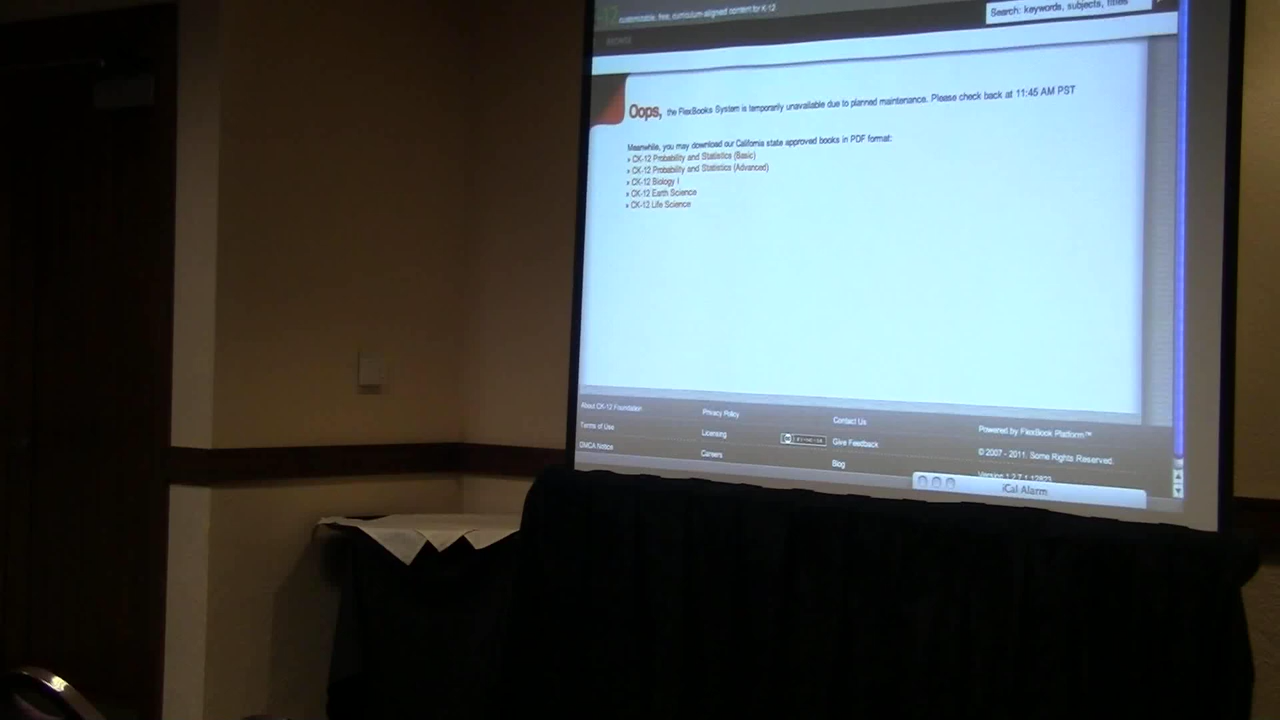 customizable, free, curriculum-aligned content for K-12
Search: keywords, subjects, titles
BROWSE
Oops, the FlexBooks System is temporarily unavailable due to planned maintenance. Please check back at 11:45 AM PST
Meanwhile, you may download our California state approved books in PDF format:
» CK-12 Probability and Statistics (Basic)
» CK-12 Probability and Statistics (Advanced)
» CK-12 Biology I
» CK-12 Earth Science
» CK-12 Life Science
About CK-12 Foundation
Terms of Use
DMCA Notice
Privacy Policy
Licensing
Careers
Contact Us
Give Feedback
Blog
Powered by FlexBook Platform™
© 2007 - 2011. Some Rights Reserved.
iCal Alarm